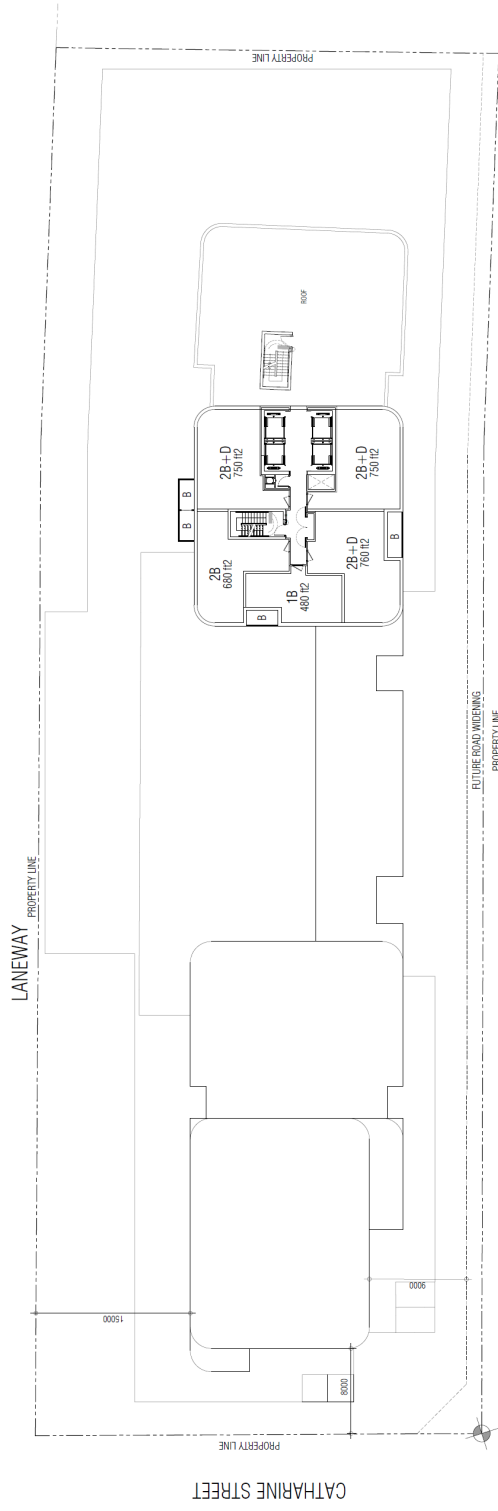 PROPERTY LINE
ROOF
2B+D
750 ft2
2B+D
750 ft2
B
B
2B
680 ft2
2B+D
760 ft2
1B
480 ft2
B
B
LANEWAY
PROPERTY LINE
FUTURE ROAD WIDENING
PROPERTY LINE
15000
9000
8000
PROPERTY LINE
CATHARINE STREET